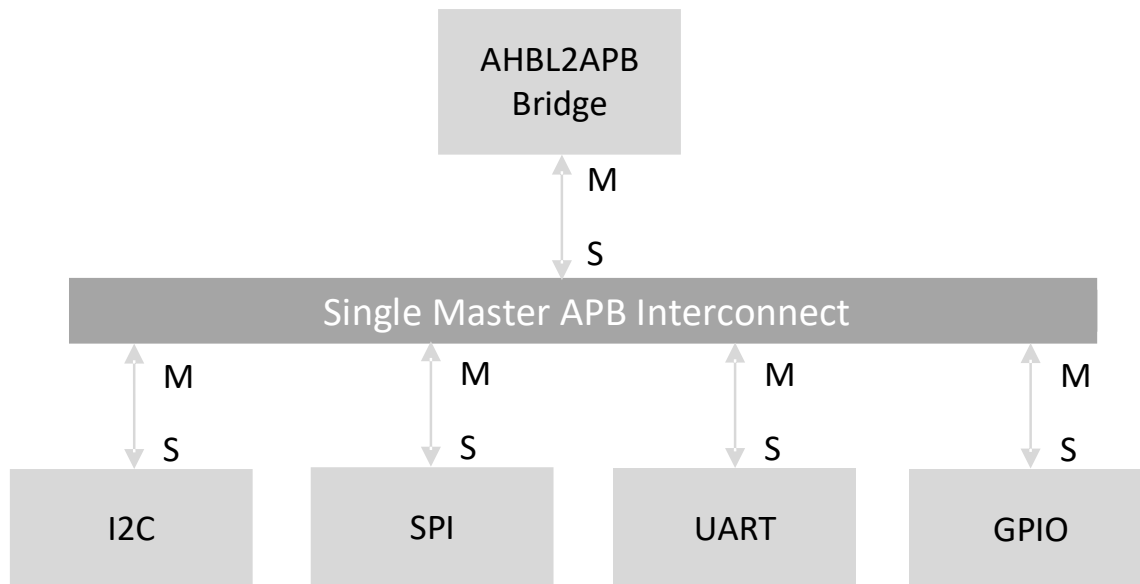 AHBL2APB
Bridge
M
S
Single Master APB Interconnect
M
M
M
M
S
S
S
S
I2C
SPI
UART
GPIO